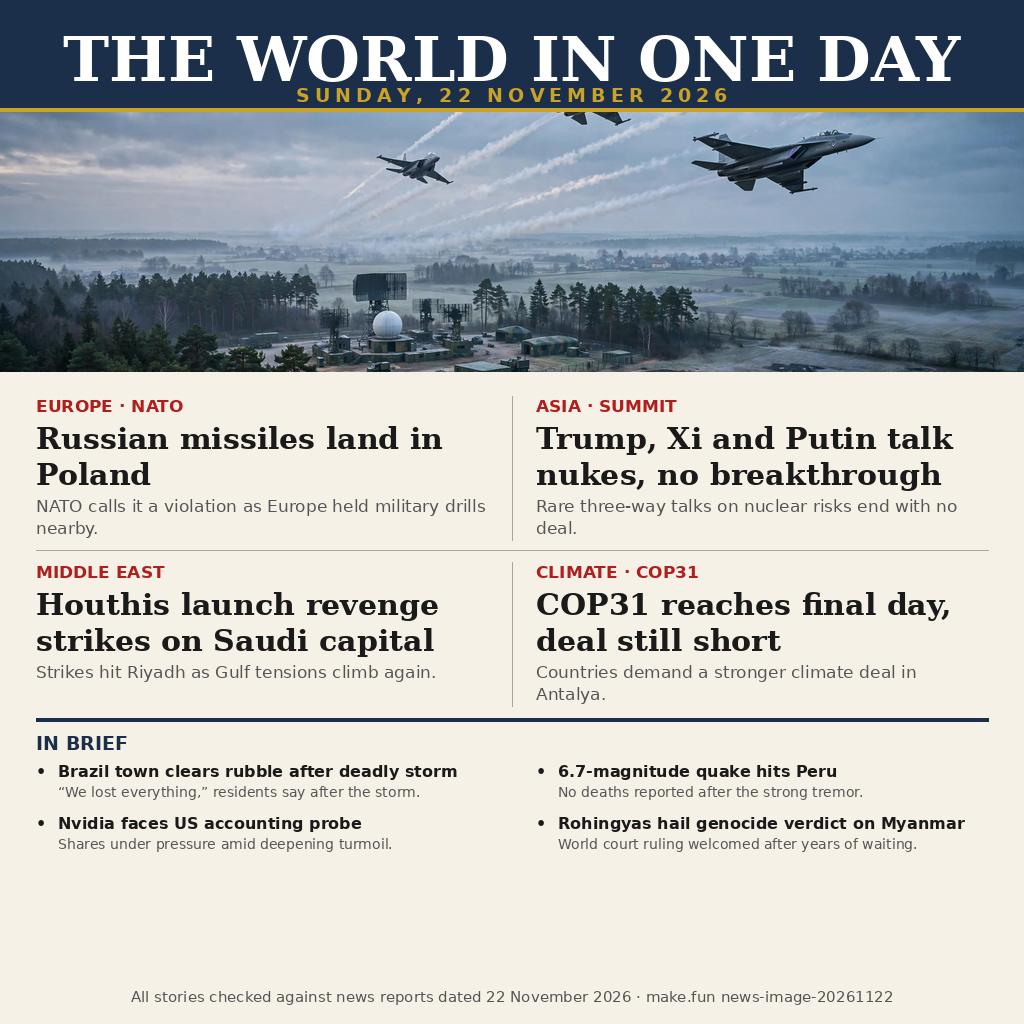 THE WORLD IN ONE DAY
SUNDAY, 22 NOVEMBER 2026
EUROPE · NATO
Russian missiles land in
Poland
NATO calls it a violation as Europe held military drills
nearby.
ASIA · SUMMIT
Trump, Xi and Putin talk
nukes, no breakthrough
Rare three-way talks on nuclear risks end with no
deal.
MIDDLE EAST
Houthis launch revenge
strikes on Saudi capital
Strikes hit Riyadh as Gulf tensions climb again.
CLIMATE · COP31
COP31 reaches final day,
deal still short
Countries demand a stronger climate deal in
Antalya.
IN BRIEF
• Brazil town clears rubble after deadly storm
“We lost everything,” residents say after the storm.
• Nvidia faces US accounting probe
Shares under pressure amid deepening turmoil.
• 6.7-magnitude quake hits Peru
No deaths reported after the strong tremor.
• Rohingyas hail genocide verdict on Myanmar
World court ruling welcomed after years of waiting.
All stories checked against news reports dated 22 November 2026 · make.fun news-image-20261122